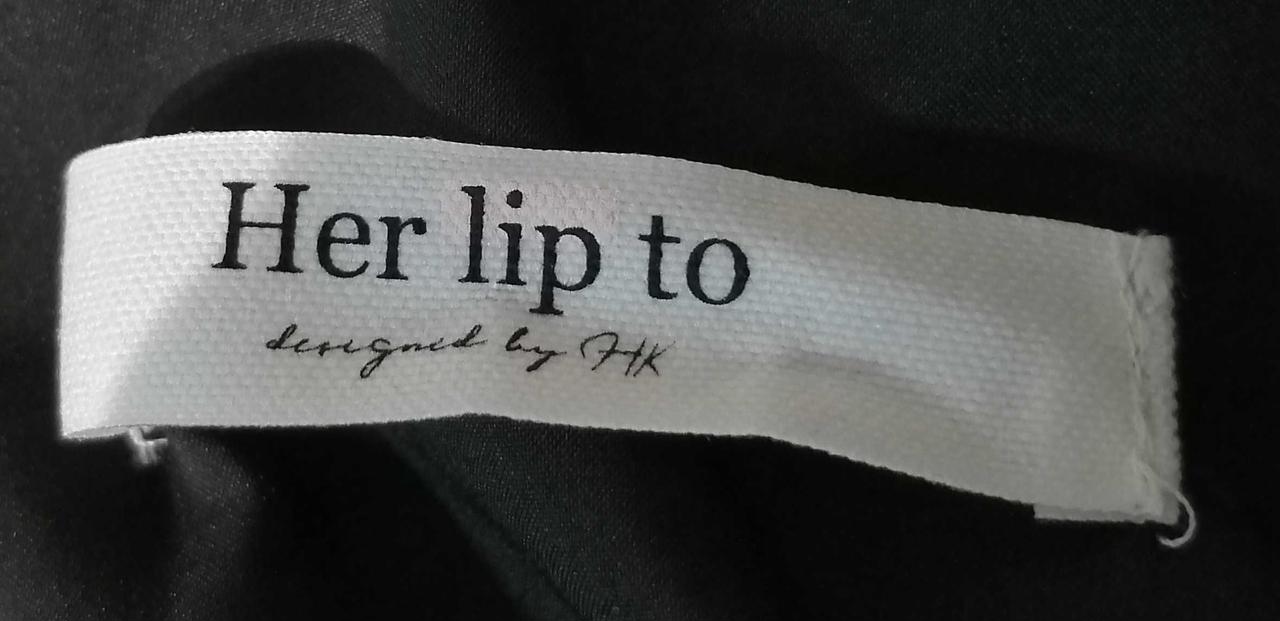 Her lip to
designed by HK